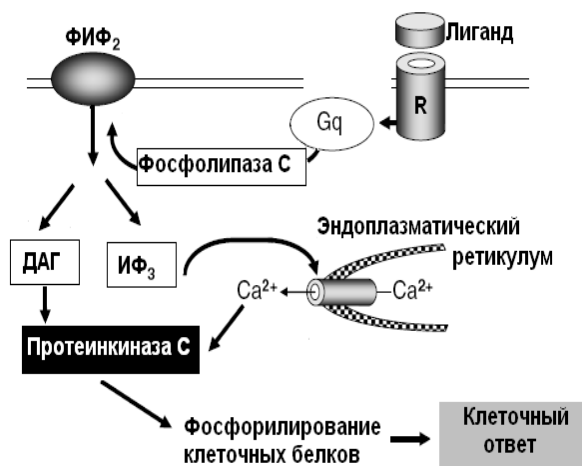 ФИФ₂
Лиганд
R
Gq
Фосфолипаза С
Эндоплазматический
ретикулум
ДАГ
ИФ₃
Ca²⁺
Ca²⁺
Протеинкиназа С
Фосфорилирование
клеточных белков
Клеточный
ответ